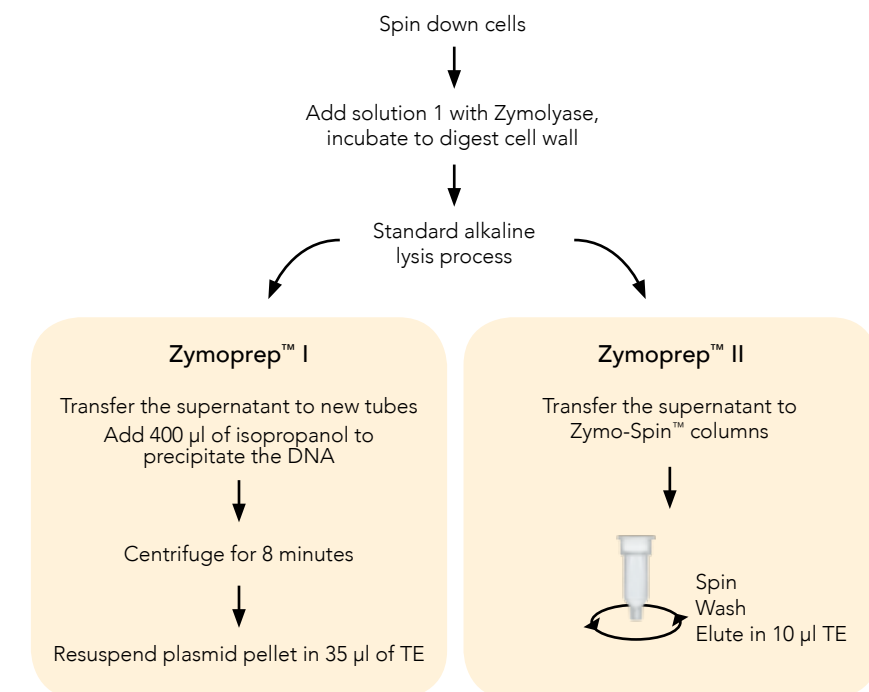 Spin down cells
Add solution 1 with Zymolyase,
incubate to digest cell wall
Standard alkaline
lysis process
Zymoprep™ I
Transfer the supernatant to new tubes
Add 400 µl of isopropanol to
precipitate the DNA
Centrifuge for 8 minutes
Resuspend plasmid pellet in 35 µl of TE
Zymoprep™ II
Transfer the supernatant to
Zymo-Spin™ columns
Spin
Wash
Elute in 10 µl TE